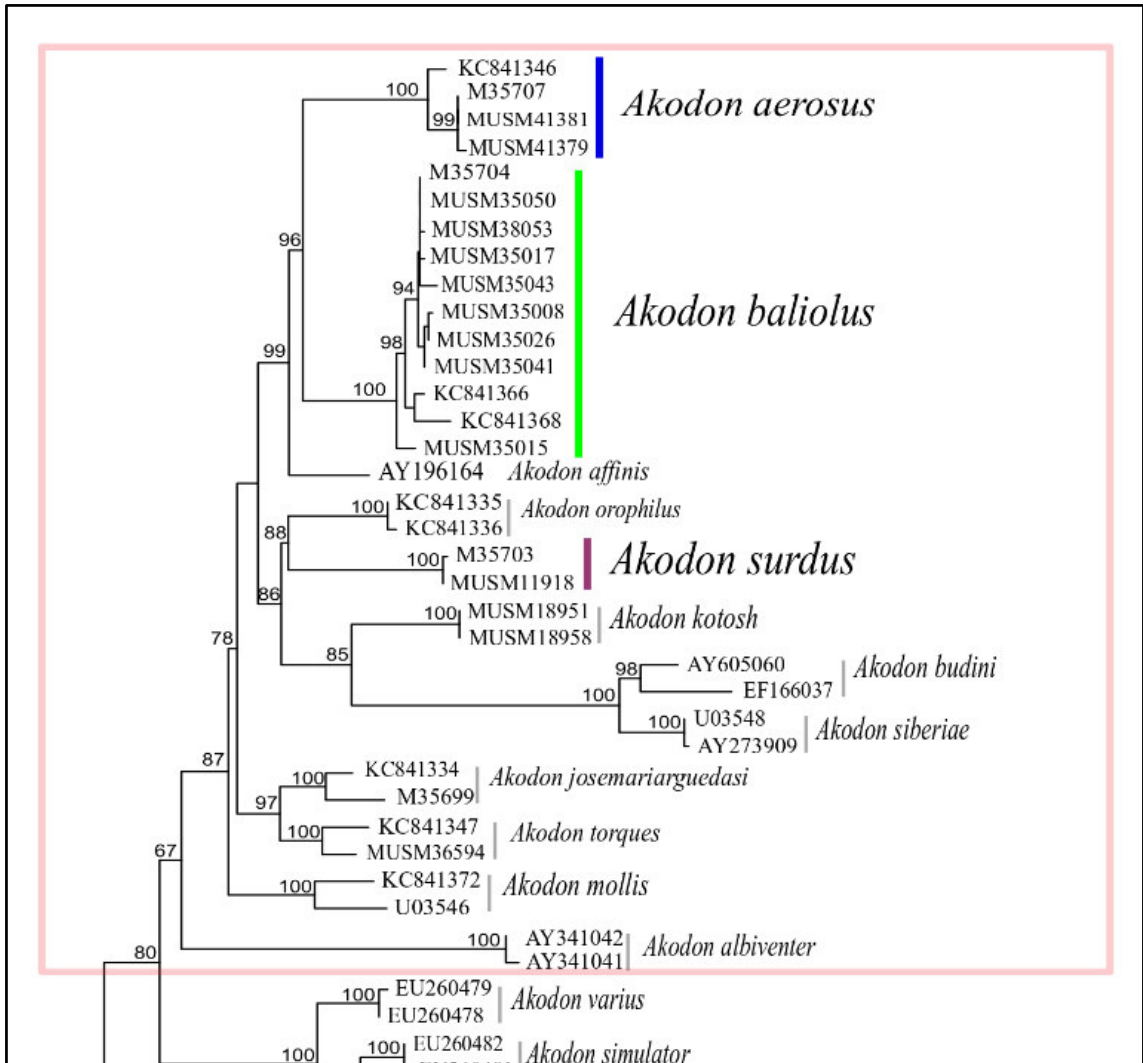 KC841346
M35707
100
Akodon aerosus
99
MUSM41381
MUSM41379
M35704
MUSM35050
MUSM38053
96
MUSM35017
MUSM35043
94
MUSM35008
Akodon baliolus
MUSM35026
98
99
MUSM35041
100
KC841366
KC841368
MUSM35015
AY196164 Akodon affinis
KC841335
100
Akodon orophilus
KC841336
88
M35703
100
Akodon surdus
MUSM11918
86
MUSM18951
100
Akodon kotosh
MUSM18958
78
85
AY605060
98
Akodon budini
EF166037
100
U03548
100
Akodon siberiae
AY273909
87
KC841334
100
Akodon josemariarguedasi
M35699
97
KC841347
100
Akodon torques
MUSM36594
67
KC841372
100
Akodon mollis
U03546
AY341042
100
Akodon albiventer
80
AY341041
EU260479
100
Akodon varius
EU260478
EU260482
100
100
Akodon simulator